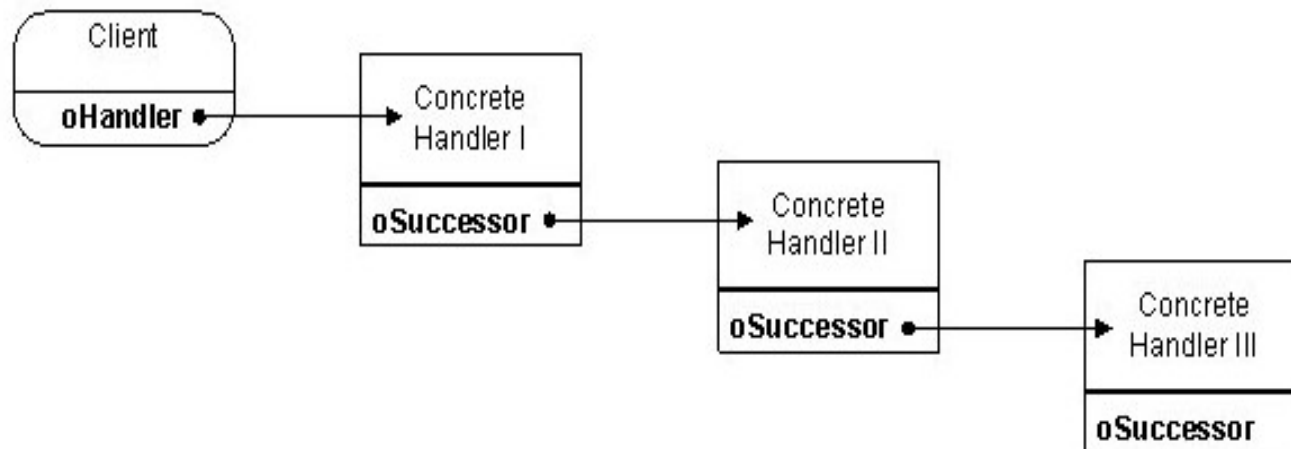 Client
oHandler
Concrete
Handler I
oSuccessor
Concrete
Handler II
oSuccessor
Concrete
Handler III
oSuccessor